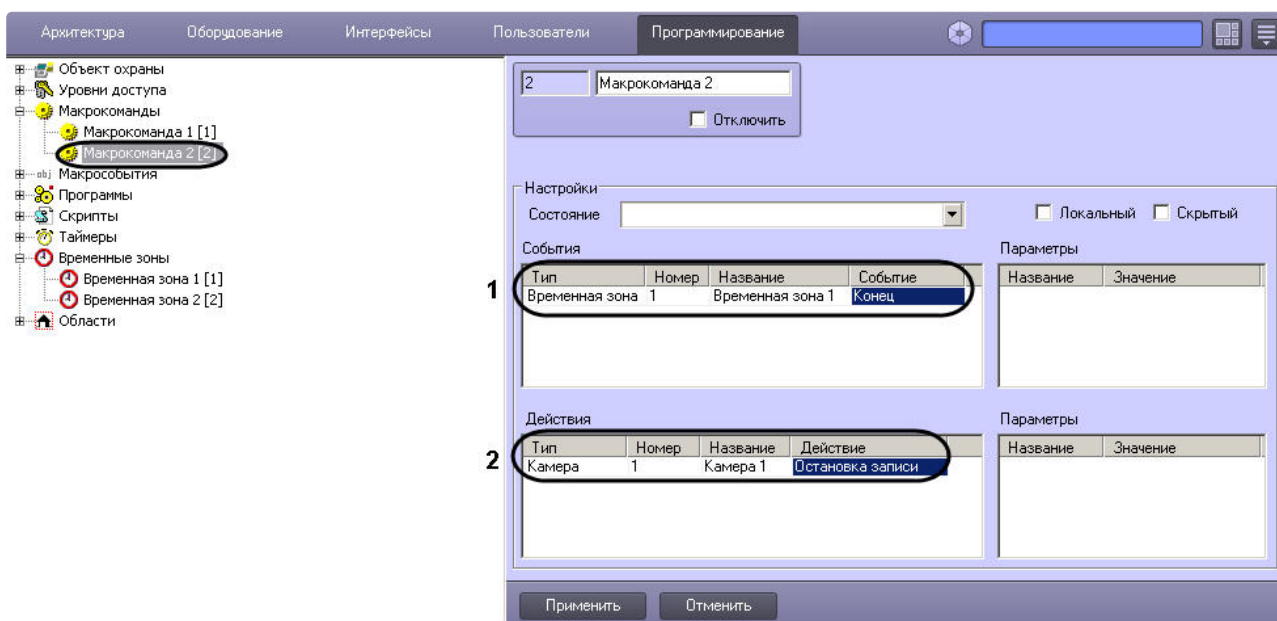 Архитектура Оборудование Интерфейсы Пользователи Программирование
Объект охраны
Уровни доступа
Макрокоманды
Макрокоманда 1 [1]
Макрокоманда 2 [2]
obj Макрособытия
Программы
Скрипты
Таймеры
Временные зоны
Временная зона 1 [1]
Временная зона 2 [2]
Области
2 Макрокоманда 2
Отключить
Настройки
Состояние Локальный Скрытый
События Параметры
1 Тип Номер Название Событие Название Значение
Временная зона 1 Временная зона 1 Конец
Действия Параметры
2 Тип Номер Название Действие Название Значение
Камера 1 Камера 1 Остановка записи
Применить Отменить